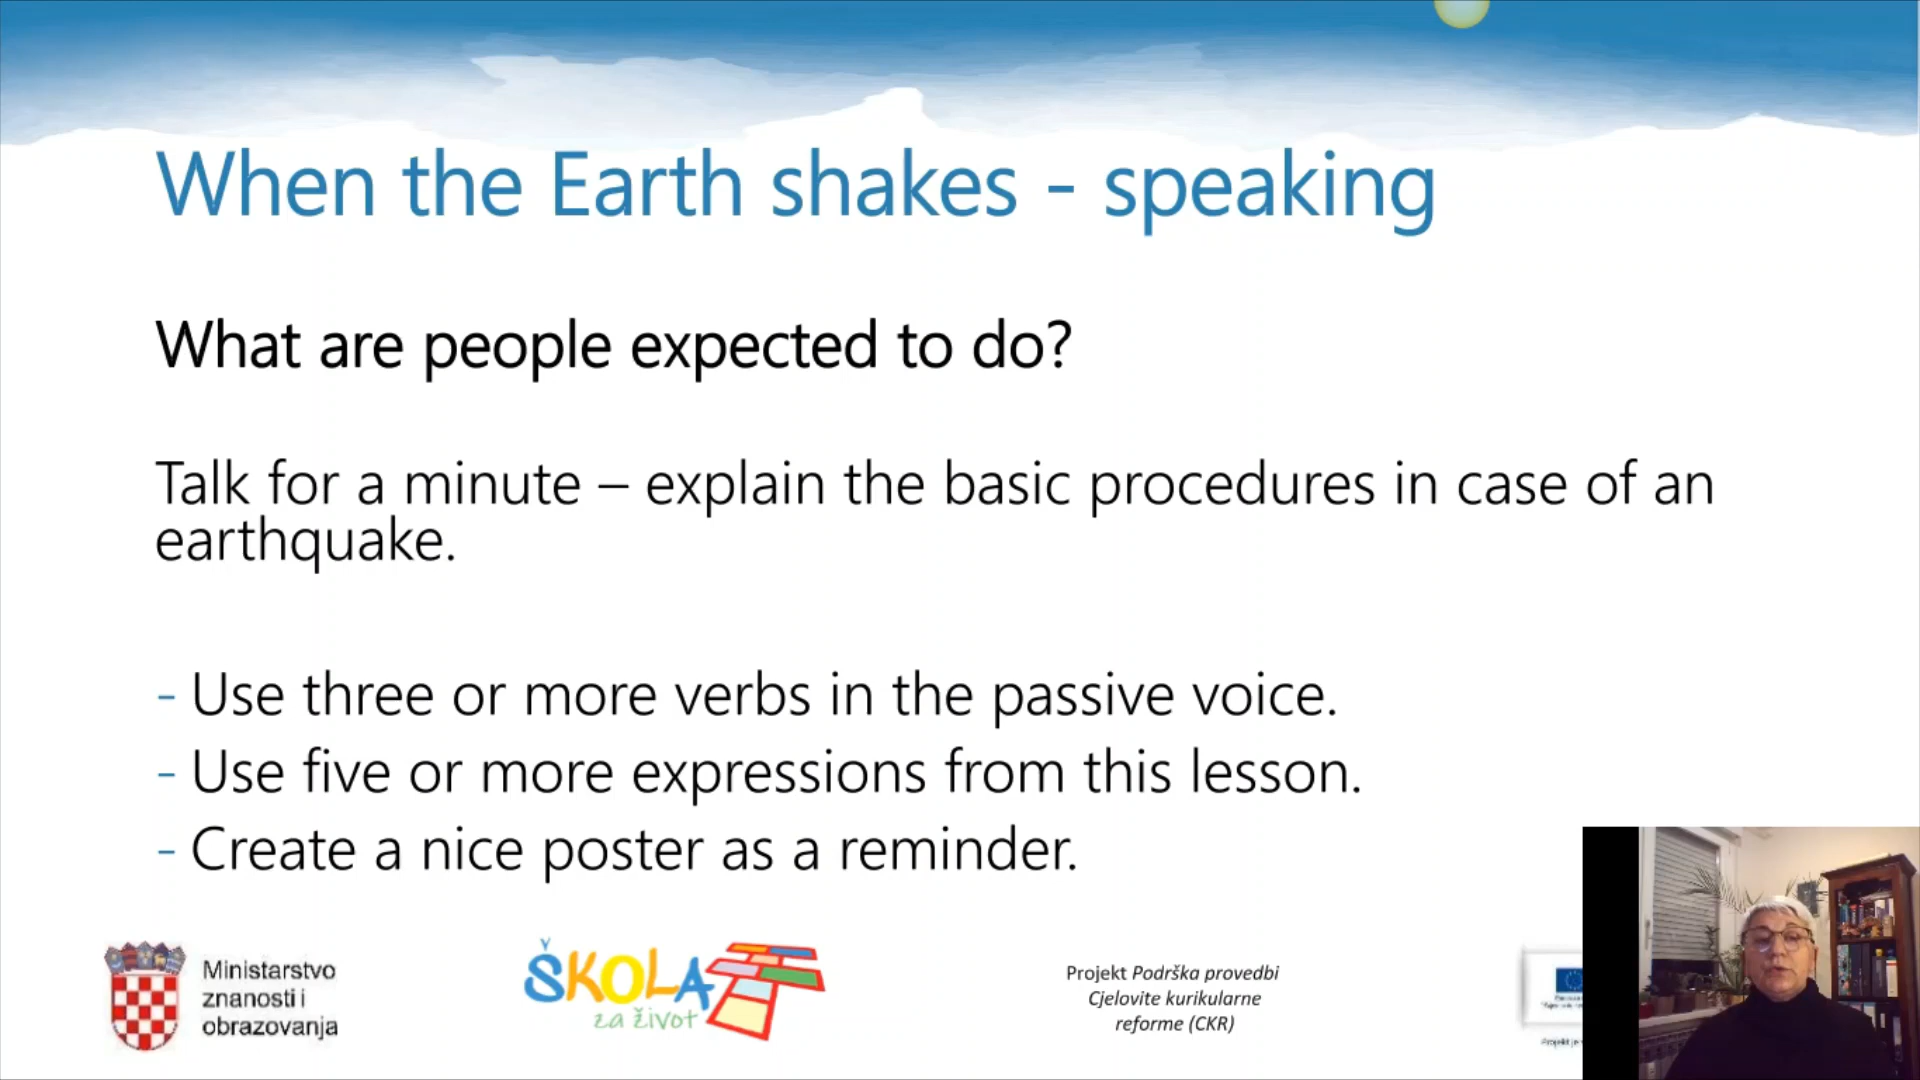 When the Earth shakes - speaking
What are people expected to do?
Talk for a minute – explain the basic procedures in case of an
earthquake.
- Use three or more verbs in the passive voice.
- Use five or more expressions from this lesson.
- Create a nice poster as a reminder.
Ministarstvo
znanosti i
obrazovanja
ŠKOLA
za život
Projekt Podrška provedbi
Cjelovite kurikularne
reforme (CKR)